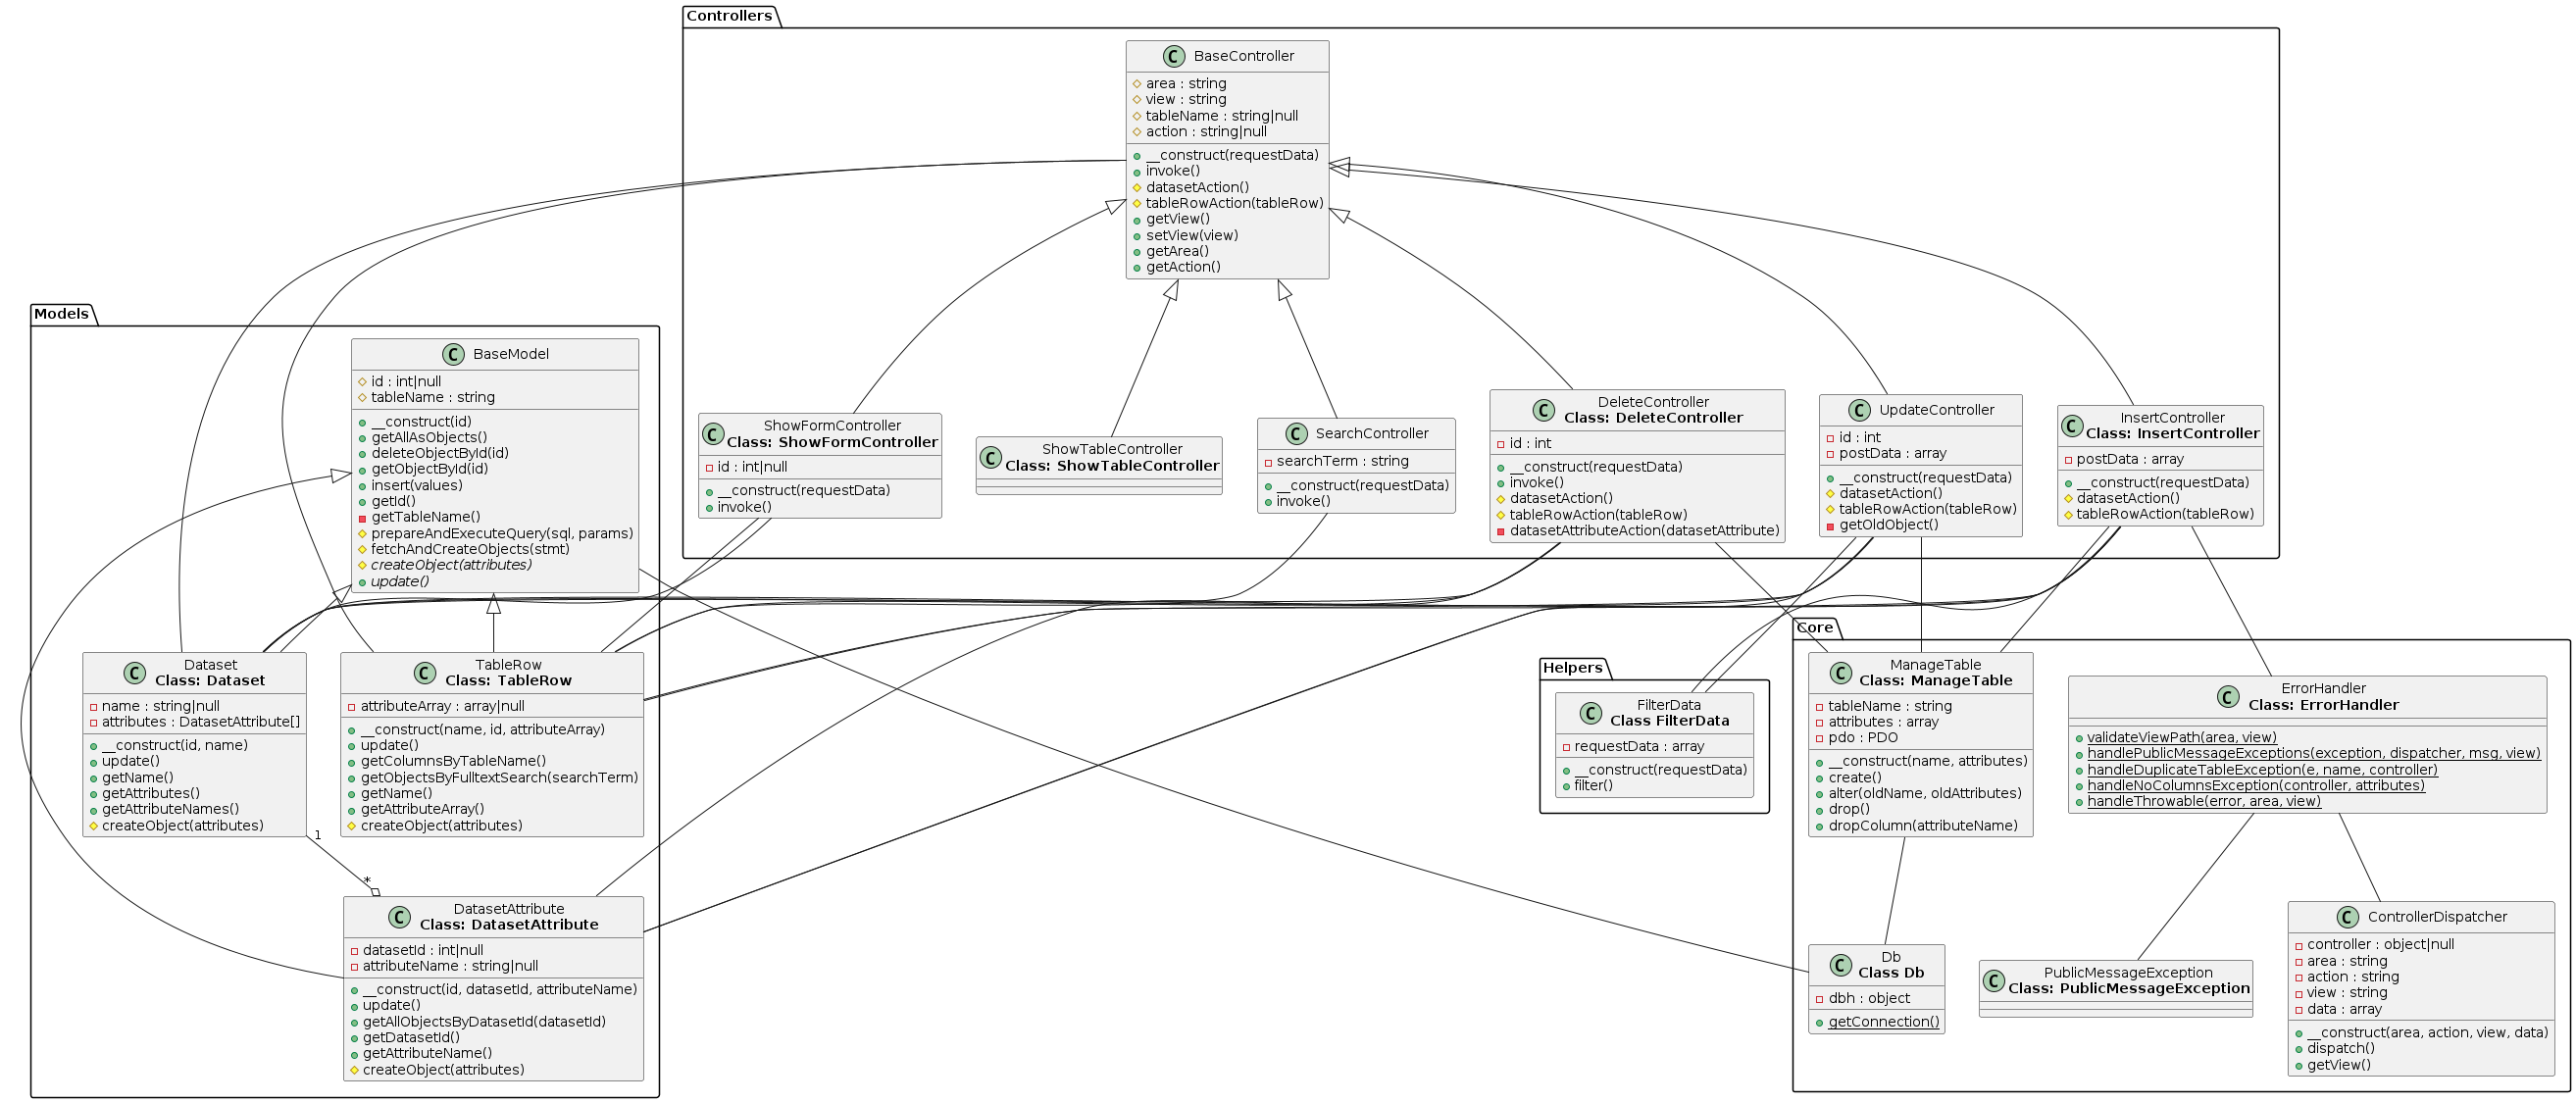 Controllers
C BaseController
area : string
view : string
tableName : string|null
action : string|null
__construct(requestData)
invoke()
datasetAction()
tableRowAction(tableRow)
getView()
setView(view)
getArea()
getAction()
Models
C BaseModel
id : int|null
tableName : string
__construct(id)
getAllAsObjects()
deleteObjectById(id)
getObjectById(id)
insert(values)
getId()
getTableName()
prepareAndExecuteQuery(sql, params)
fetchAndCreateObjects(stmt)
createObject(attributes)
update()
C ShowFormController
Class: ShowFormController
id : int|null
__construct(requestData)
invoke()
C ShowTableController
Class: ShowTableController
C SearchController
searchTerm : string
__construct(requestData)
invoke()
C DeleteController
Class: DeleteController
id : int
__construct(requestData)
invoke()
datasetAction()
tableRowAction(tableRow)
datasetAttributeAction(datasetAttribute)
C UpdateController
id : int
postData : array
__construct(requestData)
datasetAction()
tableRowAction(tableRow)
getOldObject()
C InsertController
Class: InsertController
postData : array
__construct(requestData)
datasetAction()
tableRowAction(tableRow)
C Dataset
Class: Dataset
name : string|null
attributes : DatasetAttribute[]
__construct(id, name)
update()
getName()
getAttributes()
getAttributeNames()
createObject(attributes)
C TableRow
Class: TableRow
attributeArray : array|null
__construct(name, id, attributeArray)
update()
getColumnsByTableName()
getObjectsByFulltextSearch(searchTerm)
getName()
getAttributeArray()
createObject(attributes)
1
*
C DatasetAttribute
Class: DatasetAttribute
datasetId : int|null
attributeName : string|null
__construct(id, datasetId, attributeName)
update()
getAllObjectsByDatasetId(datasetId)
getDatasetId()
getAttributeName()
createObject(attributes)
Helpers
C FilterData
Class FilterData
requestData : array
__construct(requestData)
filter()
Core
C ManageTable
Class: ManageTable
tableName : string
attributes : array
pdo : PDO
__construct(name, attributes)
create()
alter(oldName, oldAttributes)
drop()
dropColumn(attributeName)
C ErrorHandler
Class: ErrorHandler
validateViewPath(area, view)
handlePublicMessageExceptions(exception, dispatcher, msg, view)
handleDuplicateTableException(e, name, controller)
handleNoColumnsException(controller, attributes)
handleThrowable(error, area, view)
C Db
Class Db
dbh : object
getConnection()
C PublicMessageException
Class: PublicMessageException
C ControllerDispatcher
controller : object|null
area : string
action : string
view : string
data : array
__construct(area, action, view, data)
dispatch()
getView()